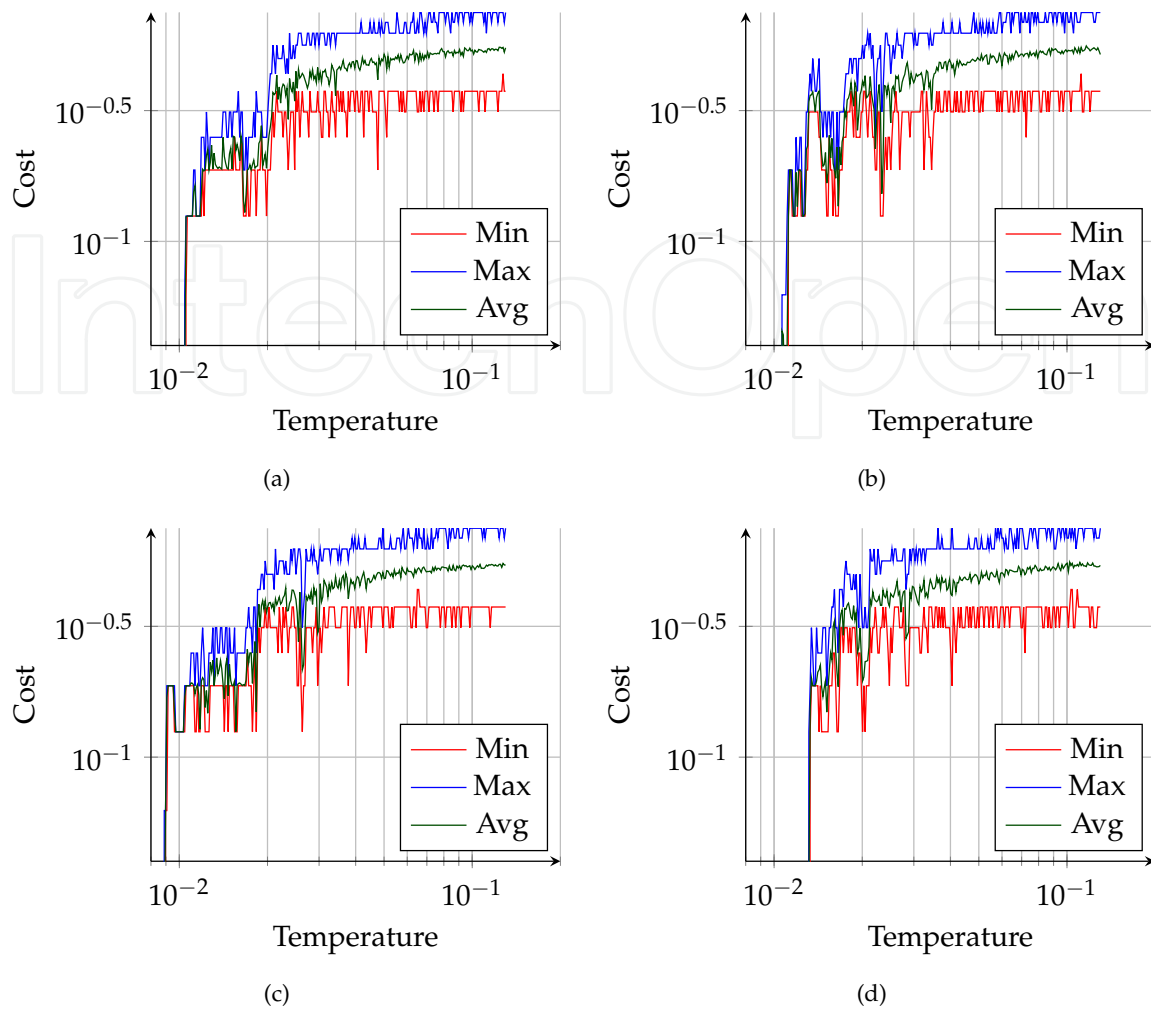 10^−0.5
10^−1
Cost
Min
Max
Avg
10^−2
10^−1
Temperature
(a)
10^−0.5
10^−1
Cost
Min
Max
Avg
10^−2
10^−1
Temperature
(b)
IntechOpen
10^−0.5
10^−1
Cost
Min
Max
Avg
10^−2
10^−1
Temperature
(c)
10^−0.5
10^−1
Cost
Min
Max
Avg
10^−2
10^−1
Temperature
(d)